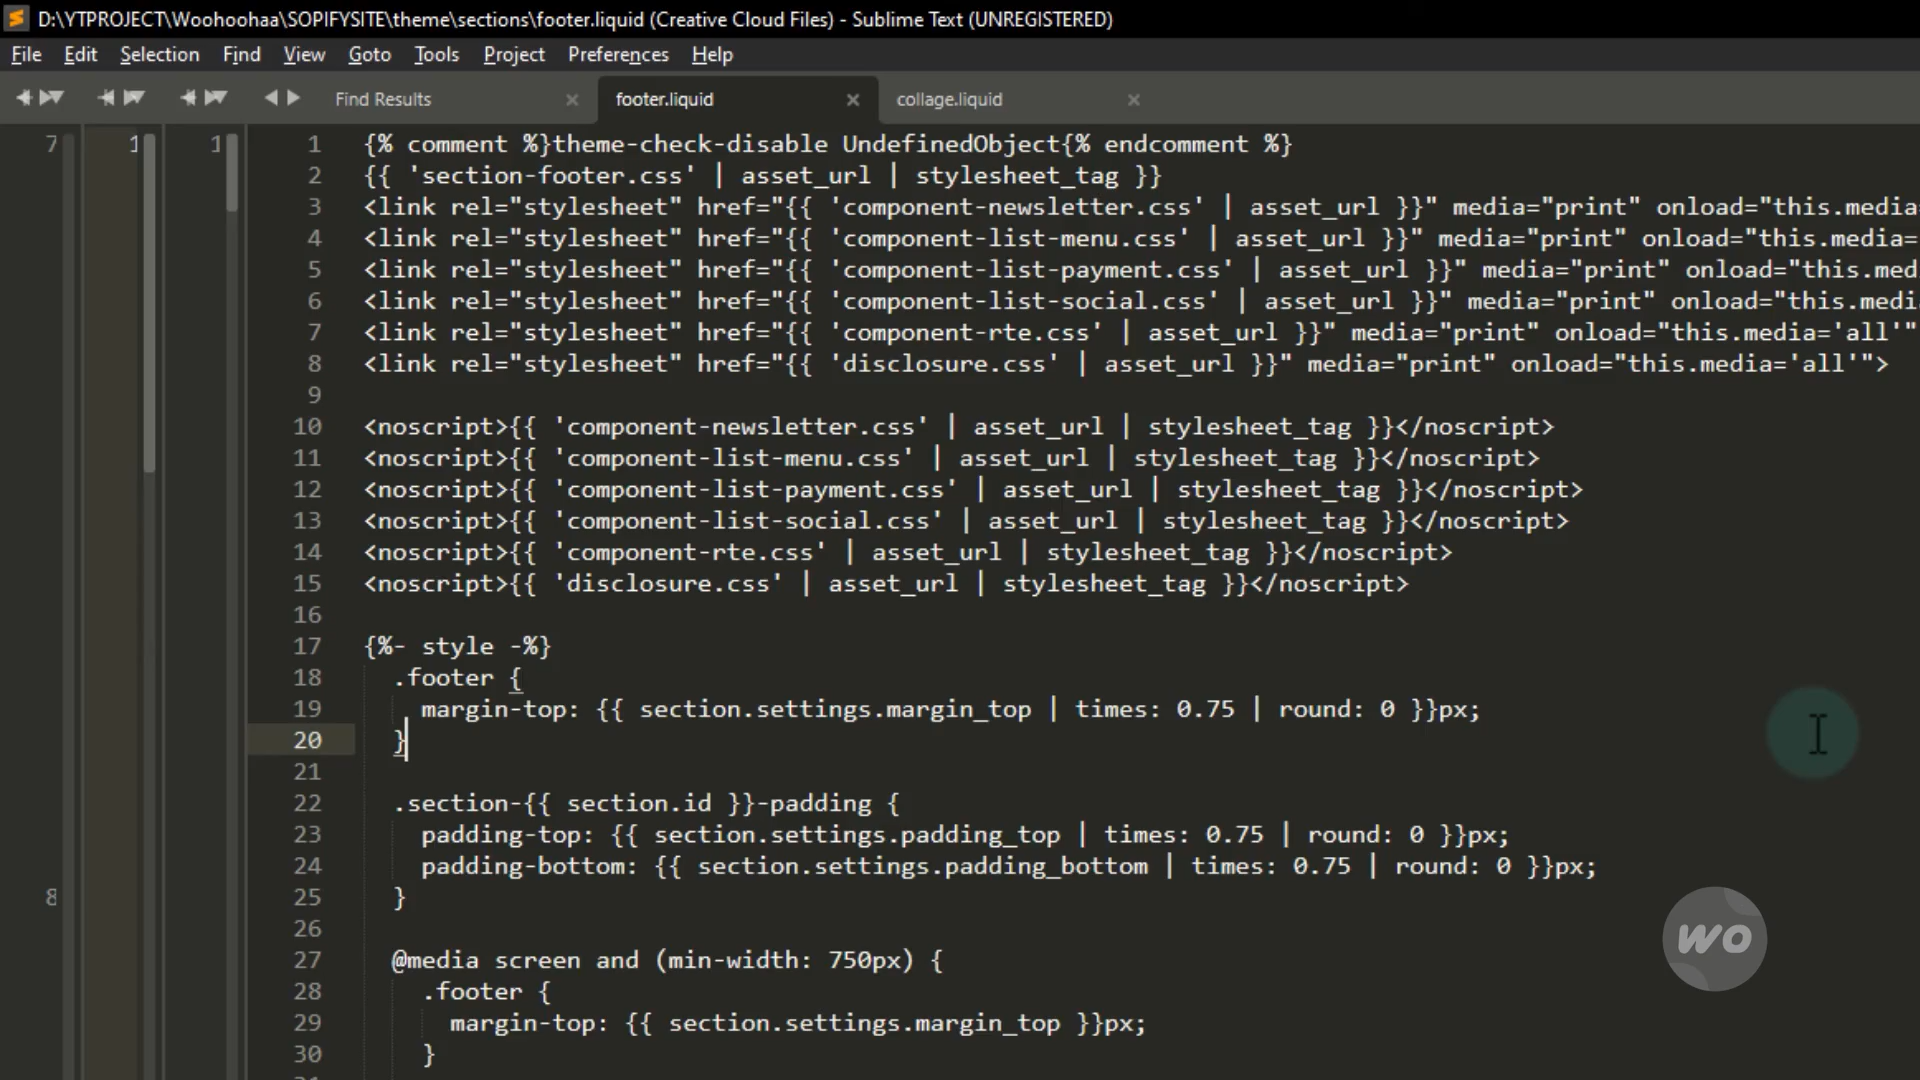 D:\YTPROJECT\Woohoohaa\SOPIFYSITE\theme\sections\footer.liquid (Creative Cloud Files) - Sublime Text (UNREGISTERED)
File Edit Selection Find View Goto Tools Project Preferences Help
Find Results footer.liquid collage.liquid
7 1 1
1 {% comment %}theme-check-disable UndefinedObject{% endcomment %}
2 {{ 'section-footer.css' | asset_url | stylesheet_tag }}
3 <link rel="stylesheet" href="{{ 'component-newsletter.css' | asset_url }}" media="print" onload="this.media
4 <link rel="stylesheet" href="{{ 'component-list-menu.css' | asset_url }}" media="print" onload="this.media=
5 <link rel="stylesheet" href="{{ 'component-list-payment.css' | asset_url }}" media="print" onload="this.med
6 <link rel="stylesheet" href="{{ 'component-list-social.css' | asset_url }}" media="print" onload="this.medi
7 <link rel="stylesheet" href="{{ 'component-rte.css' | asset_url }}" media="print" onload="this.media='all'"
8 <link rel="stylesheet" href="{{ 'disclosure.css' | asset_url }}" media="print" onload="this.media='all'">
9
10 <noscript>{{ 'component-newsletter.css' | asset_url | stylesheet_tag }}</noscript>
11 <noscript>{{ 'component-list-menu.css' | asset_url | stylesheet_tag }}</noscript>
12 <noscript>{{ 'component-list-payment.css' | asset_url | stylesheet_tag }}</noscript>
13 <noscript>{{ 'component-list-social.css' | asset_url | stylesheet_tag }}</noscript>
14 <noscript>{{ 'component-rte.css' | asset_url | stylesheet_tag }}</noscript>
15 <noscript>{{ 'disclosure.css' | asset_url | stylesheet_tag }}</noscript>
16
17 {%- style -%}
18 .footer {
19 margin-top: {{ section.settings.margin_top | times: 0.75 | round: 0 }}px;
20 }
21
22 .section-{{ section.id }}-padding {
23 padding-top: {{ section.settings.padding_top | times: 0.75 | round: 0 }}px;
24 padding-bottom: {{ section.settings.padding_bottom | times: 0.75 | round: 0 }}px;
8
25 }
26
27 @media screen and (min-width: 750px) {
28 .footer {
29 margin-top: {{ section.settings.margin_top }}px;
30 }
wo